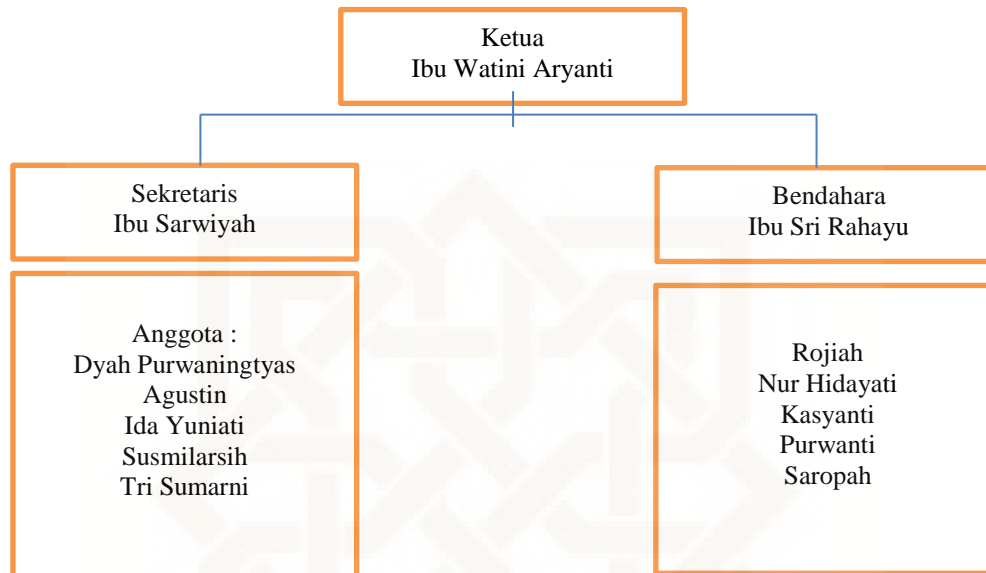 Ketua
Ibu Watini Aryanti
Sekretaris
Ibu Sarwiyah
Bendahara
Ibu Sri Rahayu
Anggota :
Dyah Purwaningtyas
Agustin
Ida Yuniati
Susmilarsih
Tri Sumarni
Rojiah
Nur Hidayati
Kasyanti
Purwanti
Saropah